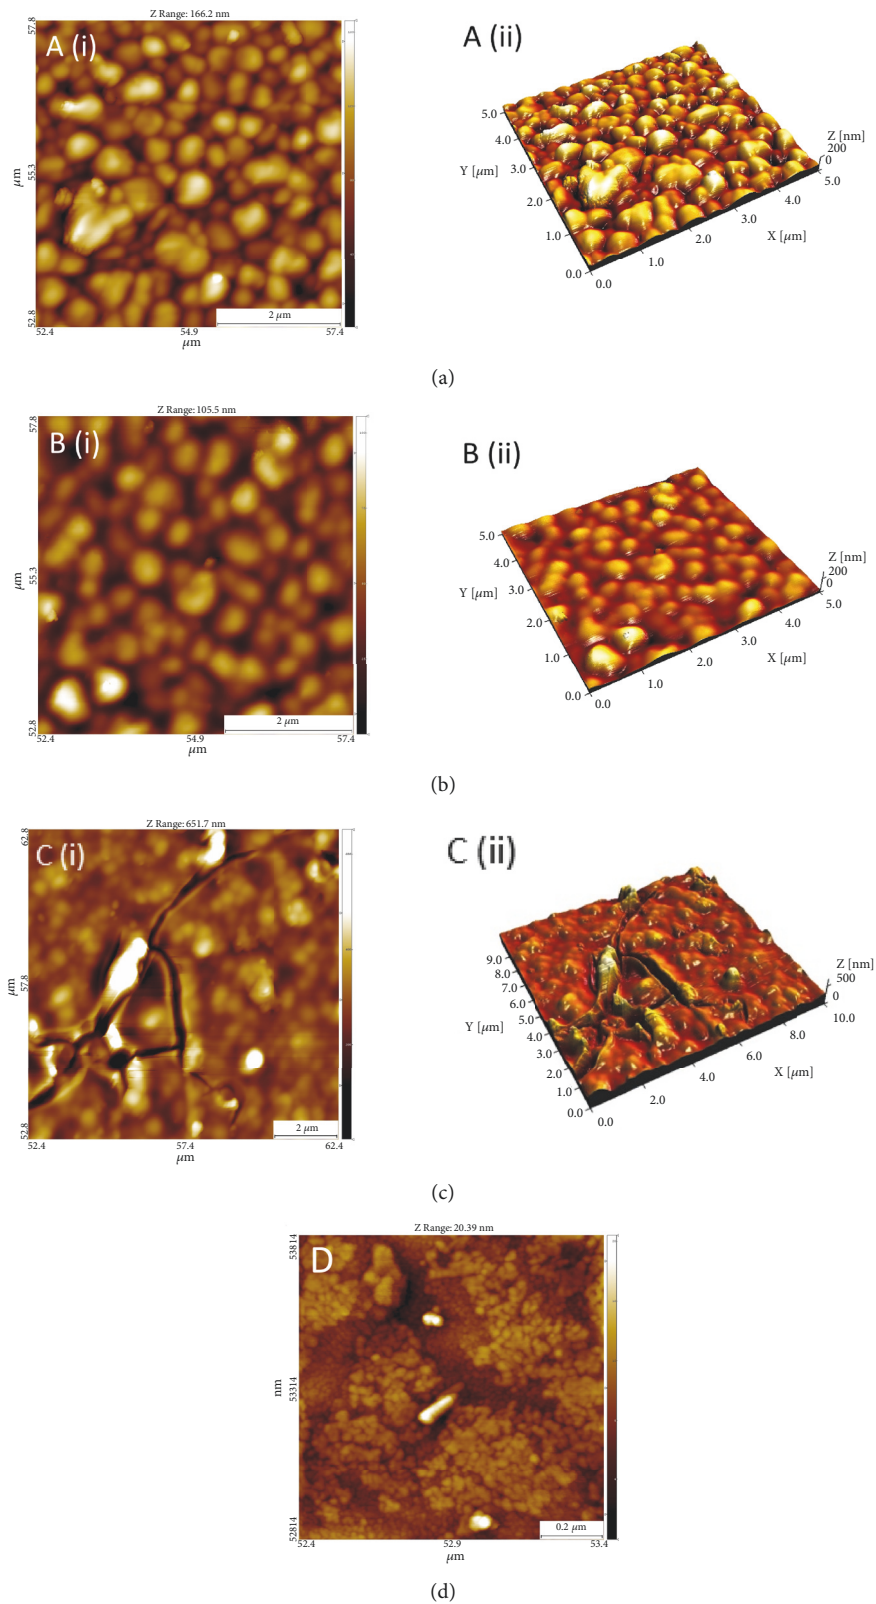 Z Range: 166.2 nm
A (i)
57.8
55.3
52.8
μm
52.4
54.9
57.4
μm
2 μm
A (ii)
5.0
4.0
3.0
2.0
1.0
0.0
Y [μm]
0.0
1.0
2.0
3.0
4.0
5.0
X [μm]
Z [nm]
200
0
(a)
Z Range: 105.5 nm
B (i)
57.8
55.3
52.8
μm
52.4
54.9
57.4
μm
2 μm
B (ii)
5.0
4.0
3.0
2.0
1.0
0.0
Y [μm]
0.0
1.0
2.0
3.0
4.0
5.0
X [μm]
Z [nm]
200
0
(b)
Z Range: 651.7 nm
C (i)
62.8
57.8
52.8
μm
52.4
57.4
62.4
μm
2 μm
C (ii)
9.0
8.0
7.0
6.0
5.0
4.0
3.0
2.0
1.0
0.0
Y [μm]
0.0
2.0
4.0
6.0
8.0
10.0
X [μm]
Z [nm]
500
0
(c)
Z Range: 20.39 nm
D
53814
53314
52814
nm
52.4
52.9
53.4
μm
0.2 μm
(d)